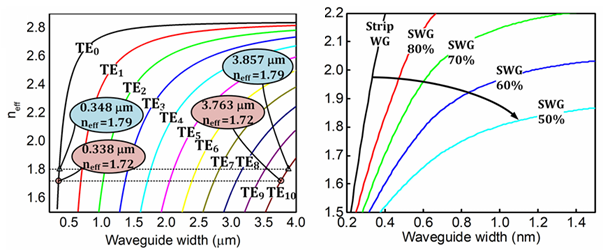 2.8
2.6
2.4
2.2
2.0
1.8
1.6
n_eff
0.5 1.0 1.5 2.0 2.5 3.0 3.5 4.0
Waveguide width (μm)
TE0
TE1
TE2
TE3
TE4
TE5
TE6
TE7
TE8
TE9
TE10
3.857 μm
neff=1.79
0.348 μm
neff=1.79
3.763 μm
neff=1.72
0.338 μm
neff=1.72
2.2
2.1
2.0
1.9
1.8
1.7
1.6
1.5
0.2 0.4 0.6 0.8 1.0 1.2 1.4
Waveguide width (nm)
Strip
WG
SWG
80%
SWG
70%
SWG
60%
SWG
50%